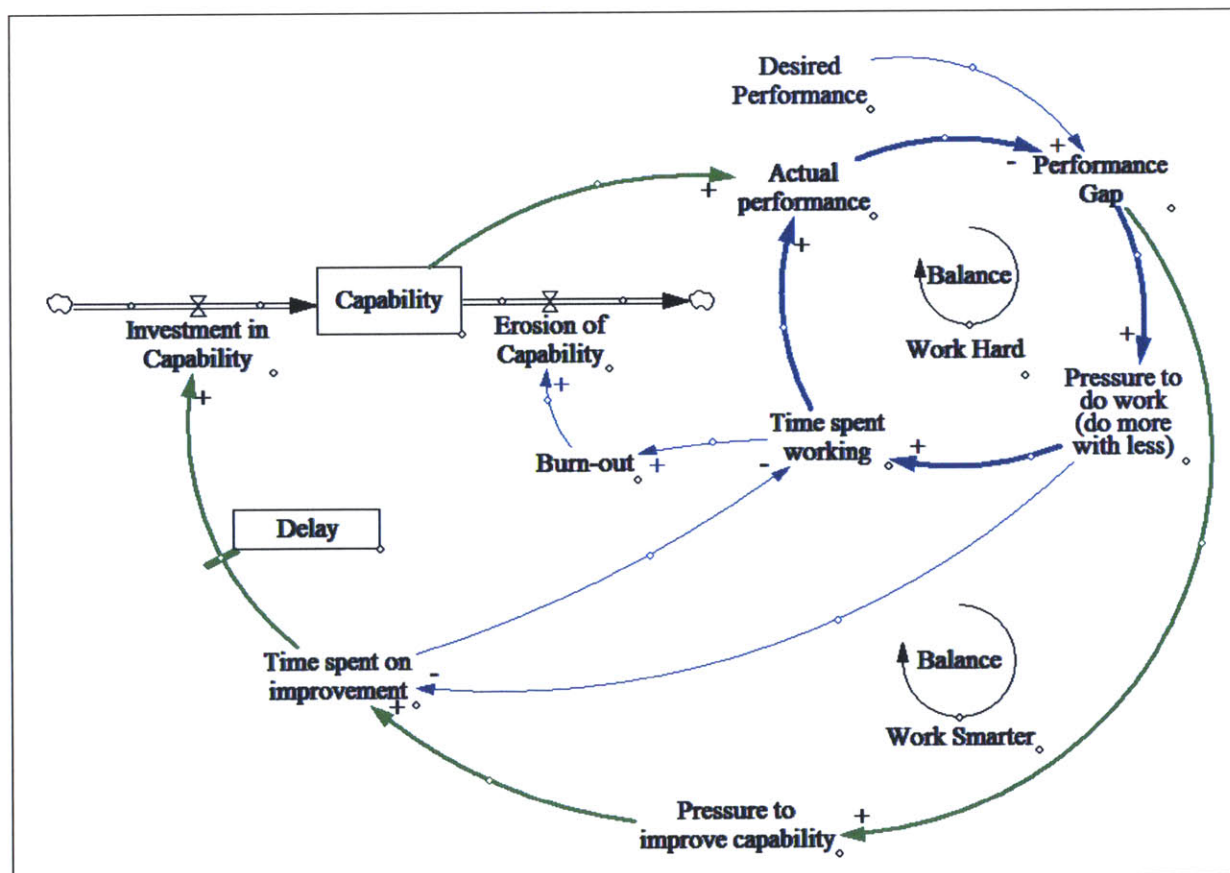 Desired
Performance
+
-
Performance
Gap
Actual
performance
+
+
Balance
Work Hard
Capability
Investment in
Capability
+
Erosion of
Capability
+
+
Pressure to
do work
(do more
with less)
Time spent
working
+
-
Burn-out
+
Delay
Time spent on
improvement
-
+
Balance
Work Smarter
Pressure to
improve capability
+